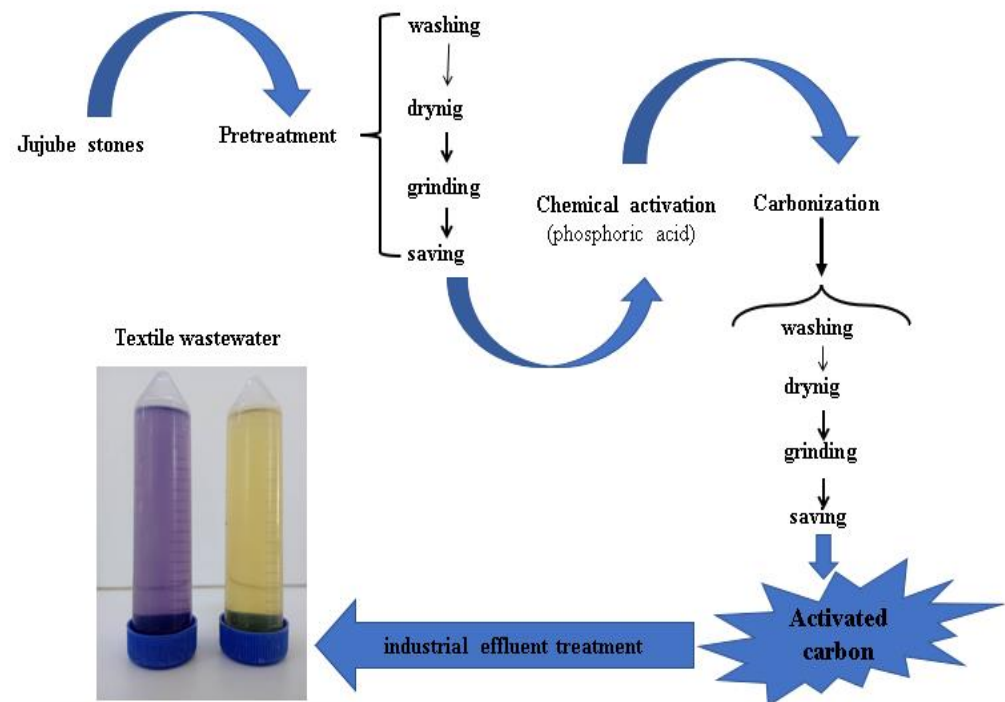 Jujube stones
Pretreatment
washing
drynig
grinding
saving
Chemical activation
(phosphoric acid)
Carbonization
washing
drynig
grinding
saving
Activated
carbon
industrial effluent treatment
Textile wastewater